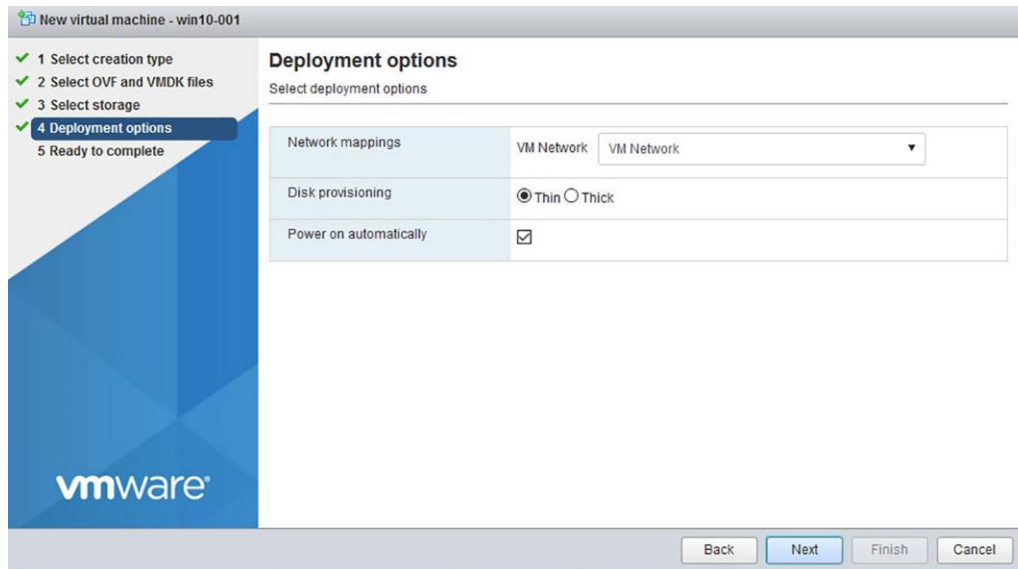 New virtual machine - win10-001
1 Select creation type
2 Select OVF and VMDK files
3 Select storage
4 Deployment options
5 Ready to complete
Deployment options
Select deployment options
Network mappings
VM Network
VM Network
Disk provisioning
Thin Thick
Power on automatically
vmware®
Back Next Finish Cancel